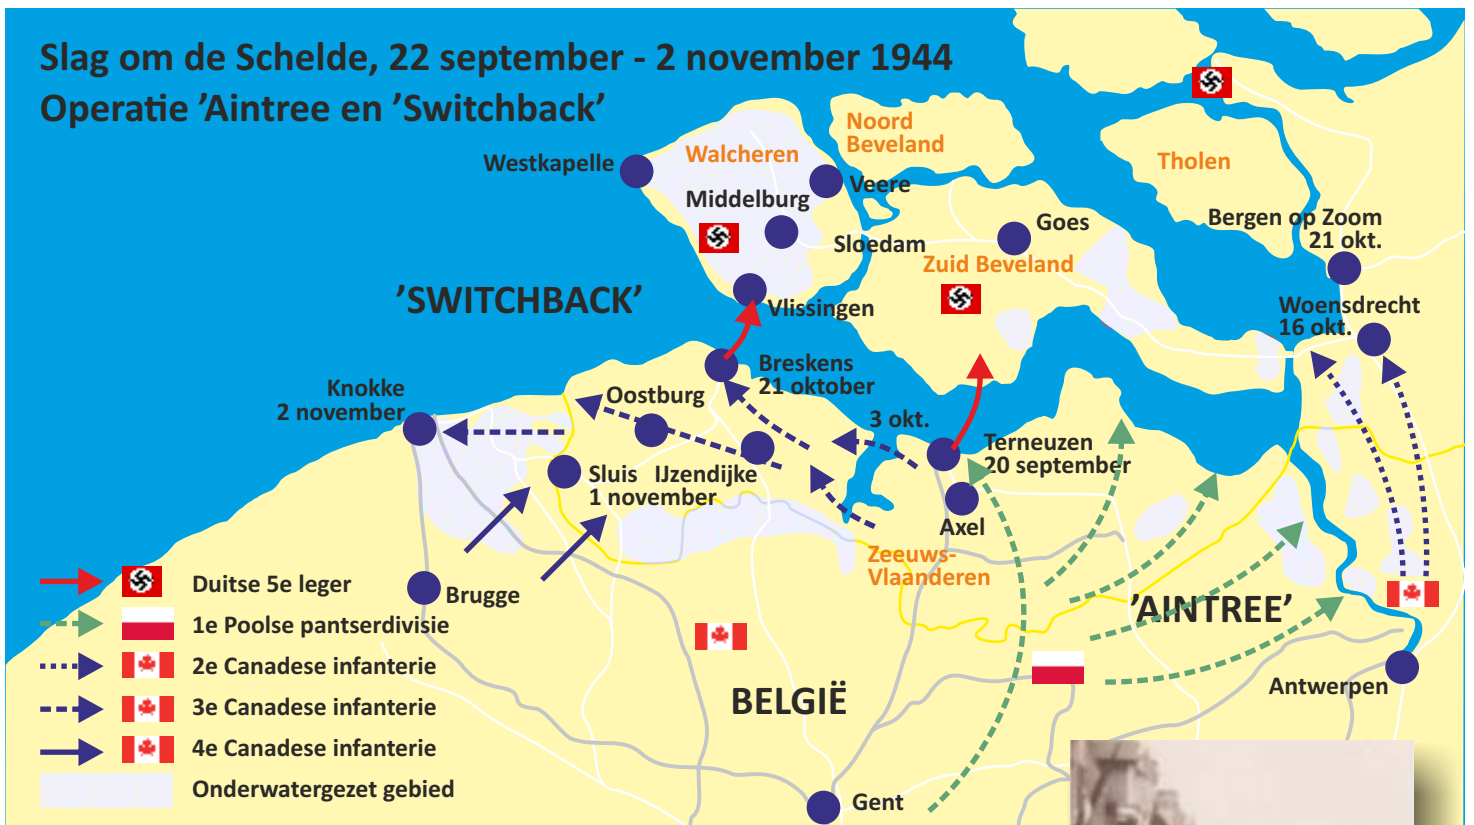 Slag om de Schelde, 22 september - 2 november 1944
Operatie ’Aintree en ’Switchback’
Noord
Beveland
Walcheren
Westkapelle
Tholen
Veere
Middelburg
Bergen op Zoom
21 okt.
Goes
Sloedam
Zuid Beveland
’SWITCHBACK’
Vlissingen
Woensdrecht
16 okt.
Breskens
21 oktober
Knokke
2 november
Oostburg
3 okt.
Terneuzen
20 september
Sluis
1 november
IJzendijke
Axel
Zeeuws-
Vlaanderen
Brugge
’AINTREE’
Antwerpen
BELGIË
Gent
Duitse 5e leger
1e Poolse pantserdivisie
2e Canadese infanterie
3e Canadese infanterie
4e Canadese infanterie
Onderwatergezet gebied